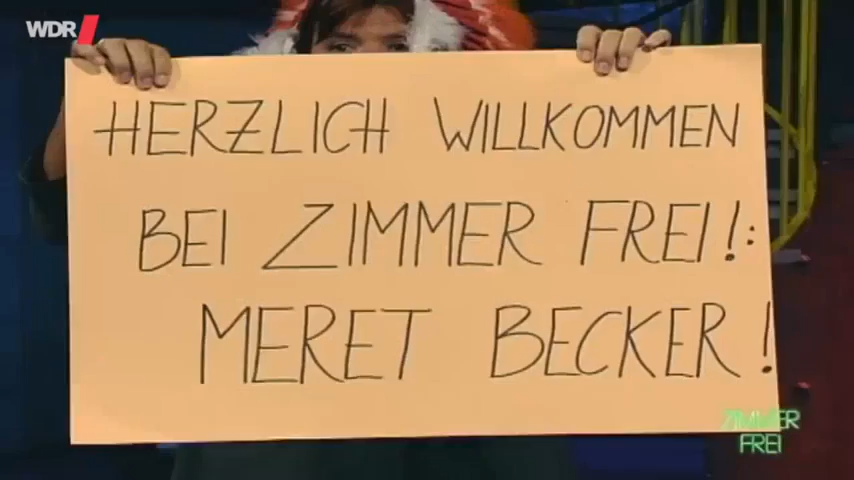 WDR
HERZLICH WILLKOMMEN
BEI ZIMMER FREI!:
MERET BECKER!
ZIMMER
FREI